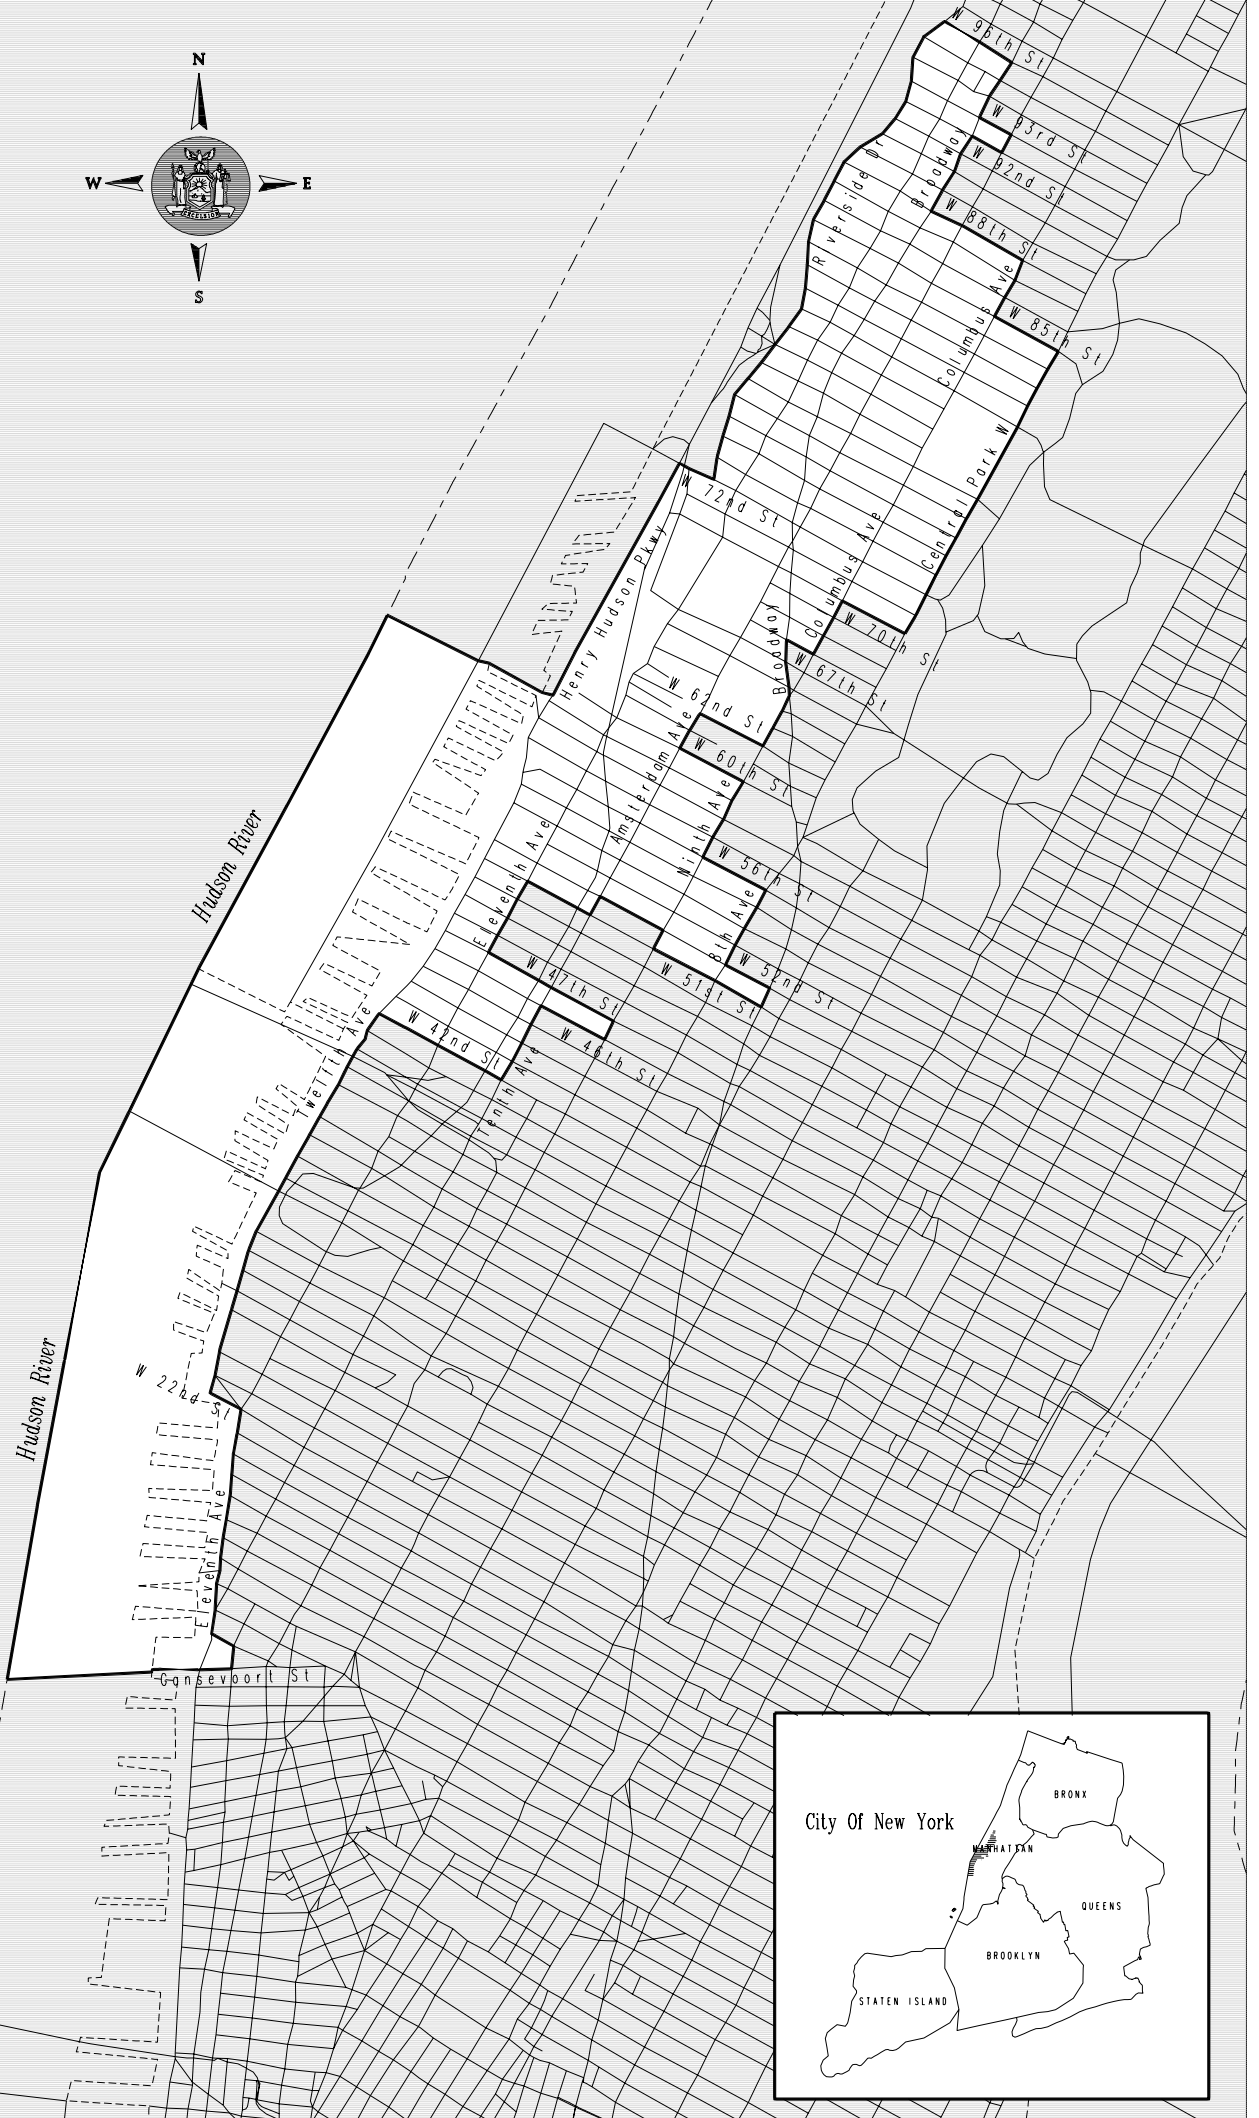 N
W
E
EXCELSIOR
S
W 96th St
W 93rd St
W 92nd St
Broadway
Riverside Dr
W 88th St
Columbus Ave
W 85th St
Central Park W
W 72nd St
Columbus Ave
Henry Hudson Pkwy
Broadway
W 70th St
W 67th St
W 62nd St
Amsterdam Ave
W 60th St
Ninth Ave
Hudson River
Eleventh Ave
W 56th St
8th Ave
W 47th St
W 51st St
W 52nd St
Twelfth Ave
W 42nd St
W 46th St
Tenth Ave
Hudson River
W 22nd St
Eleventh Ave
Gansevoort St
City Of New York
BRONX
MANHATTAN
QUEENS
BROOKLYN
STATEN ISLAND